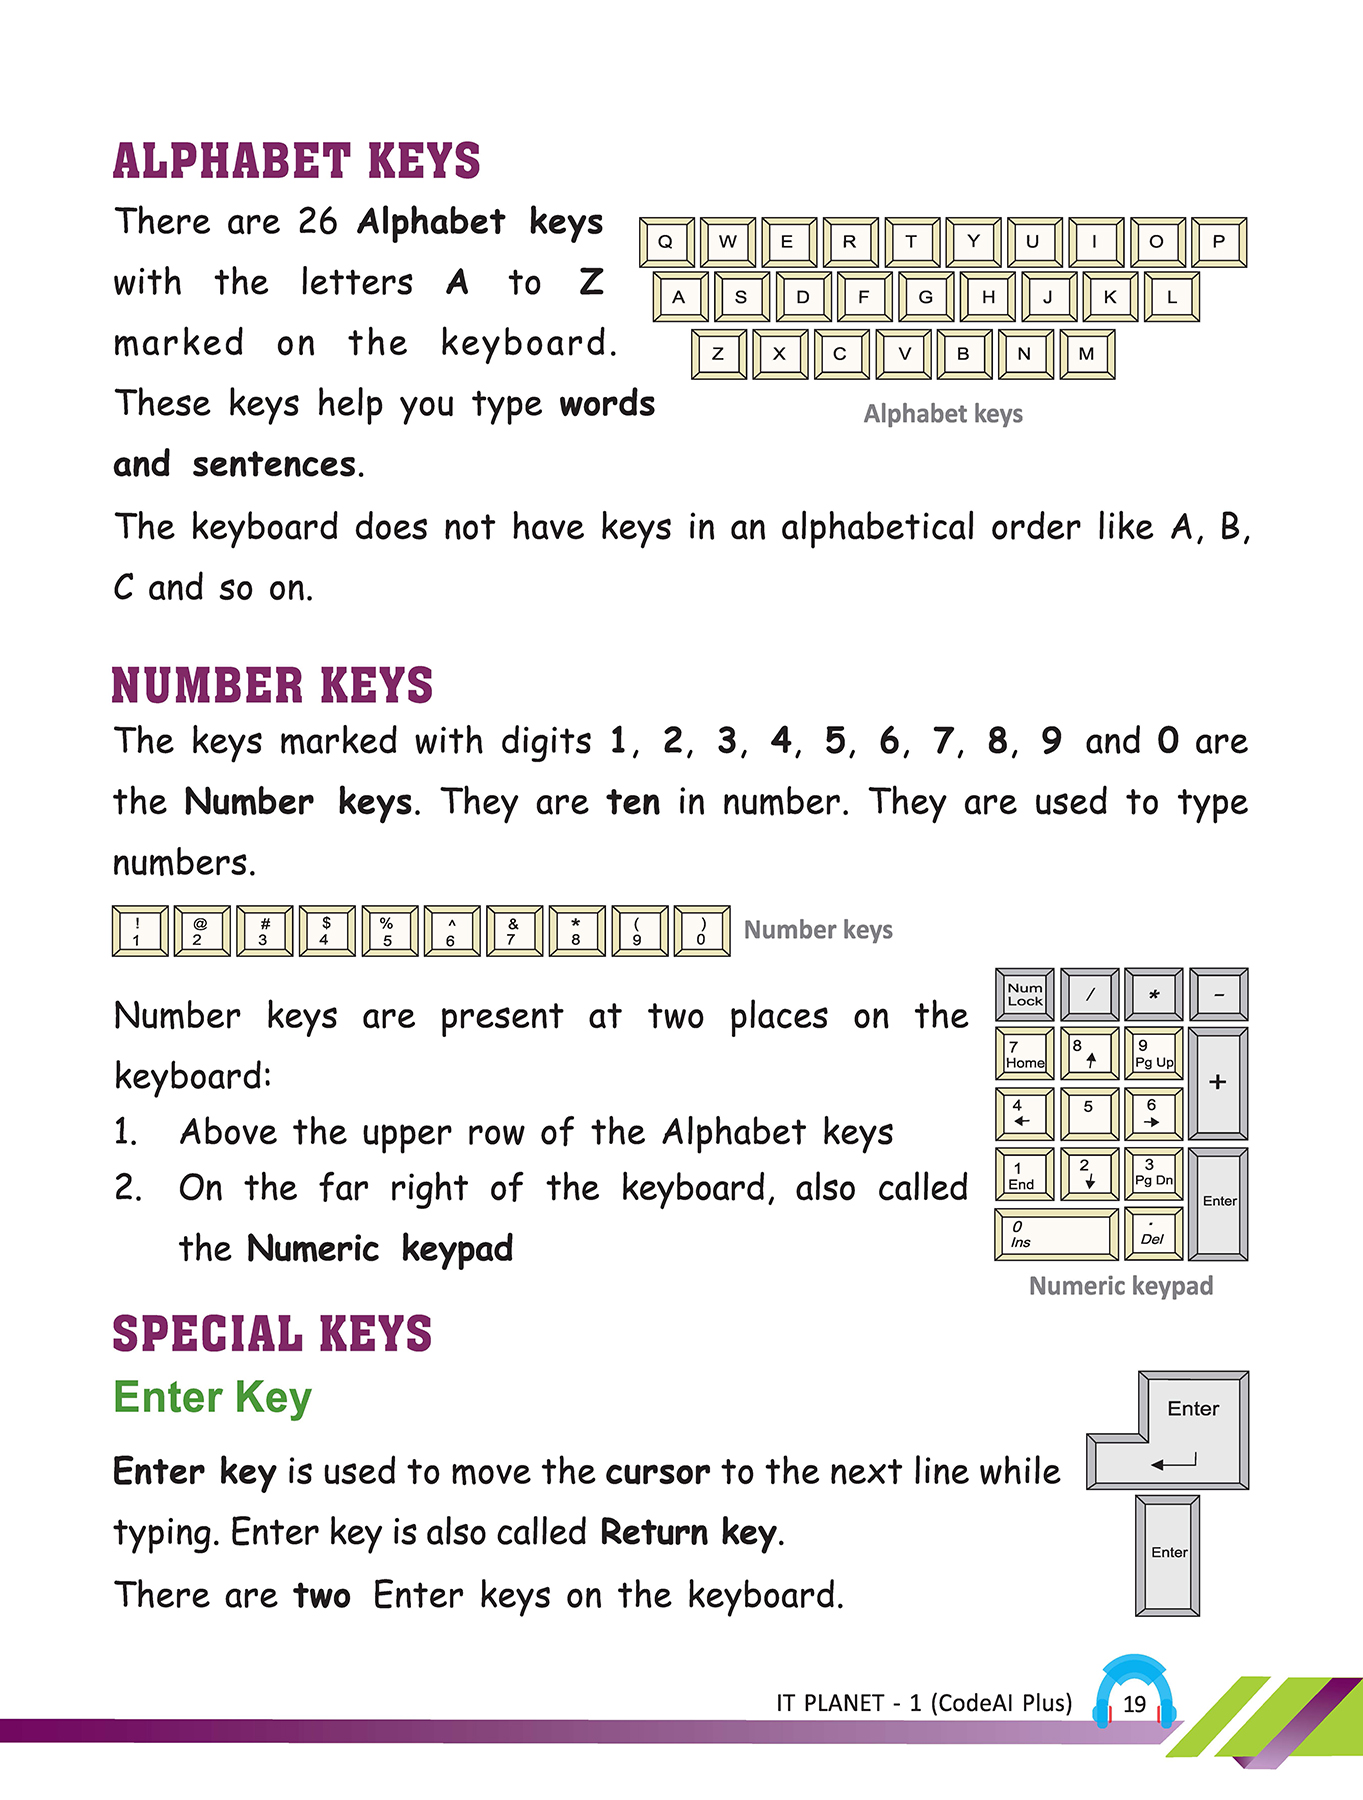 ALPHABET KEYS
There are 26 Alphabet keys
with the letters A to Z
marked on the keyboard.
These keys help you type words
and sentences.
Q W E R T Y U I O P
A S D F G H J K L
Z X C V B N M
Alphabet keys
The keyboard does not have keys in an alphabetical order like A, B,
C and so on.
NUMBER KEYS
The keys marked with digits 1, 2, 3, 4, 5, 6, 7, 8, 9 and 0 are
the Number keys. They are ten in number. They are used to type
numbers.
! @ # $ % ^ & * ( )
1 2 3 4 5 6 7 8 9 0
Number keys
Number keys are present at two places on the
keyboard:
1. Above the upper row of the Alphabet keys
2. On the far right of the keyboard, also called
the Numeric keypad
Num / * -
Lock
7 8 9 +
Home Pg Up
4 5 6
1 2 3
End Pg Dn Enter
0 .
Ins Del
Numeric keypad
SPECIAL KEYS
Enter Key
Enter key is used to move the cursor to the next line while
typing. Enter key is also called Return key.
There are two Enter keys on the keyboard.
Enter
Enter
IT PLANET - 1 (CodeAI Plus) 19